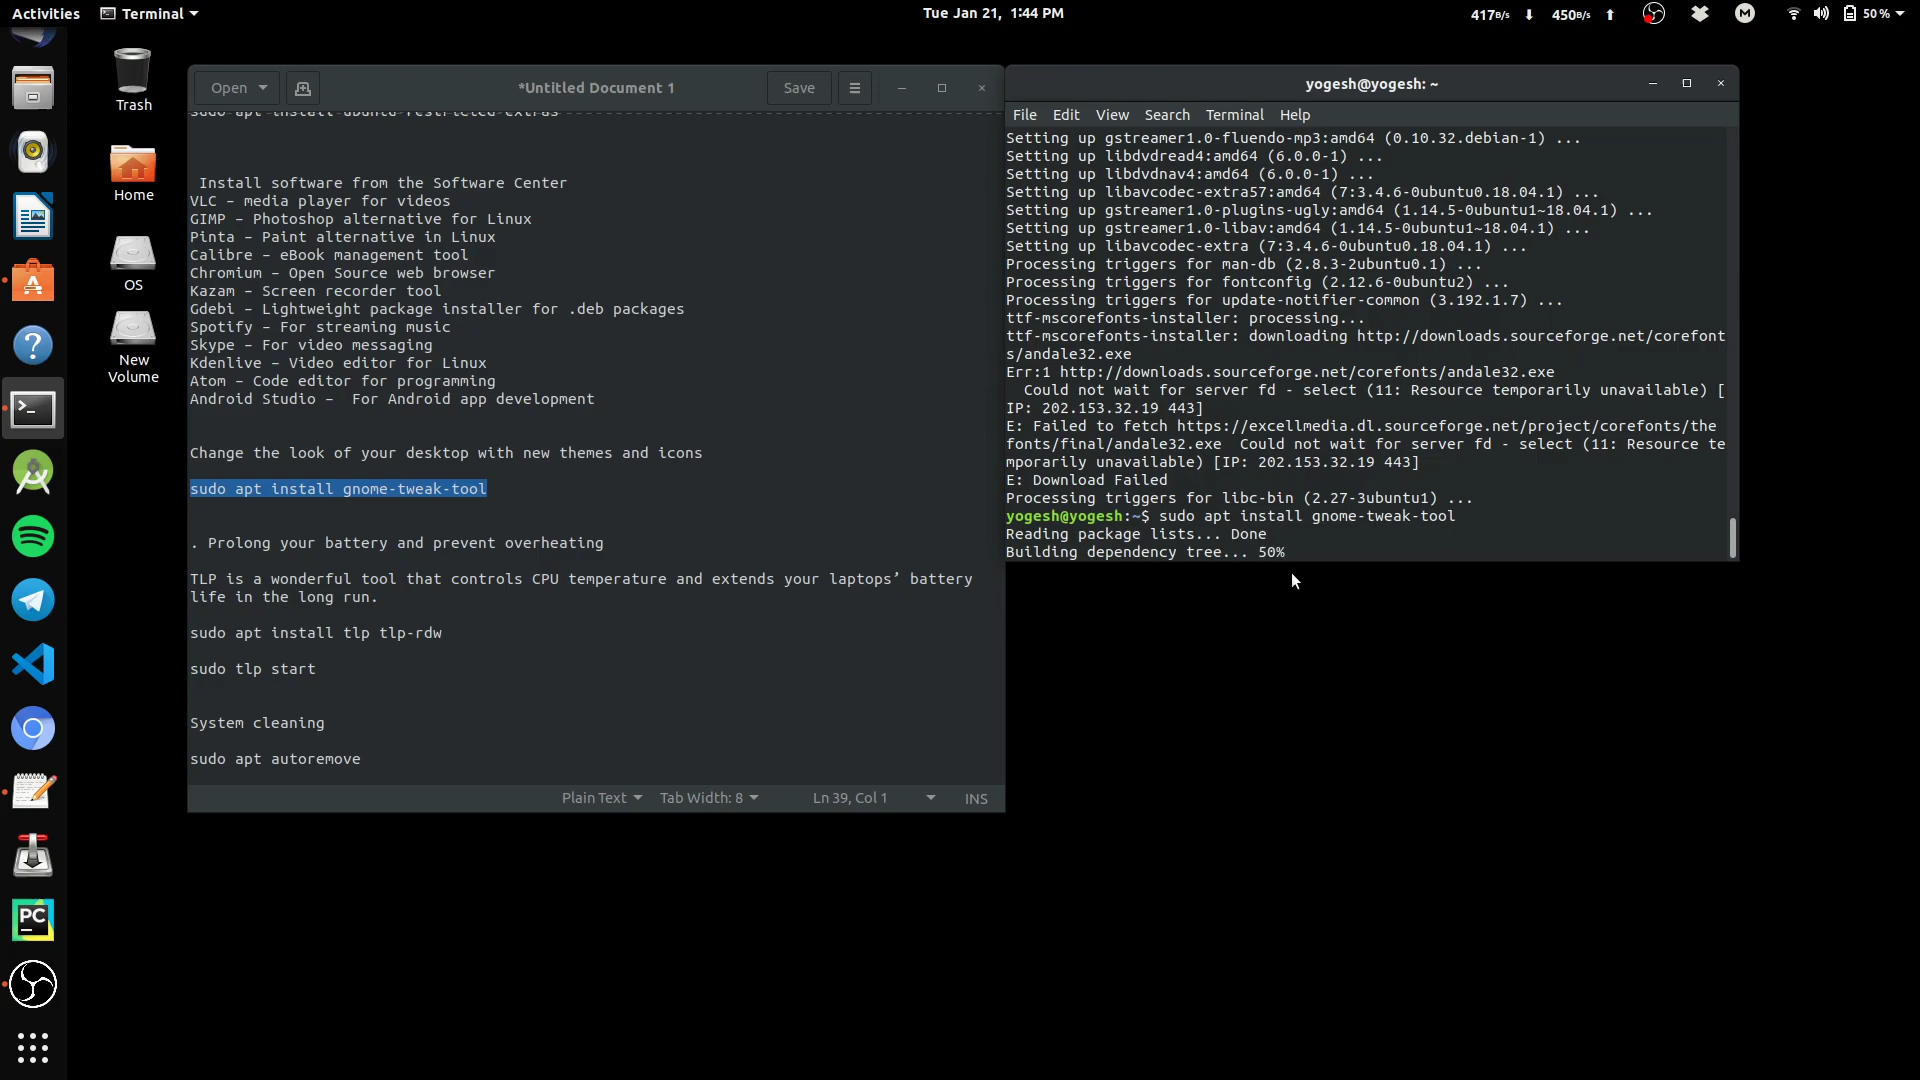 Activities
Terminal
Tue Jan 21, 1:44 PM
417B/s
450B/s
50 %
Trash
Home
OS
New
Volume
Open
*Untitled Document 1
Save
sudo apt install ubuntu-restricted-extras
Install software from the Software Center
VLC – media player for videos
GIMP – Photoshop alternative for Linux
Pinta – Paint alternative in Linux
Calibre – eBook management tool
Chromium – Open Source web browser
Kazam – Screen recorder tool
Gdebi – Lightweight package installer for .deb packages
Spotify – For streaming music
Skype – For video messaging
Kdenlive – Video editor for Linux
Atom – Code editor for programming
Android Studio –  For Android app development
Change the look of your desktop with new themes and icons
sudo apt install gnome-tweak-tool
. Prolong your battery and prevent overheating
TLP is a wonderful tool that controls CPU temperature and extends your laptops’ battery
life in the long run.
sudo apt install tlp tlp-rdw
sudo tlp start
System cleaning
sudo apt autoremove
Plain Text
Tab Width: 8
Ln 39, Col 1
INS
yogesh@yogesh: ~
File Edit View Search Terminal Help
Setting up gstreamer1.0-fluendo-mp3:amd64 (0.10.32.debian-1) ...
Setting up libdvdread4:amd64 (6.0.0-1) ...
Setting up libdvdnav4:amd64 (6.0.0-1) ...
Setting up libavcodec-extra57:amd64 (7:3.4.6-0ubuntu0.18.04.1) ...
Setting up gstreamer1.0-plugins-ugly:amd64 (1.14.5-0ubuntu1~18.04.1) ...
Setting up gstreamer1.0-libav:amd64 (1.14.5-0ubuntu1~18.04.1) ...
Setting up libavcodec-extra (7:3.4.6-0ubuntu0.18.04.1) ...
Processing triggers for man-db (2.8.3-2ubuntu0.1) ...
Processing triggers for fontconfig (2.12.6-0ubuntu2) ...
Processing triggers for update-notifier-common (3.192.1.7) ...
ttf-mscorefonts-installer: processing...
ttf-mscorefonts-installer: downloading http://downloads.sourceforge.net/corefont
s/andale32.exe
Err:1 http://downloads.sourceforge.net/corefonts/andale32.exe
  Could not wait for server fd - select (11: Resource temporarily unavailable) [
IP: 202.153.32.19 443]
E: Failed to fetch https://excellmedia.dl.sourceforge.net/project/corefonts/the
fonts/final/andale32.exe  Could not wait for server fd - select (11: Resource te
mporarily unavailable) [IP: 202.153.32.19 443]
E: Download Failed
Processing triggers for libc-bin (2.27-3ubuntu1) ...
yogesh@yogesh:~$ sudo apt install gnome-tweak-tool
Reading package lists... Done
Building dependency tree... 50%
PC